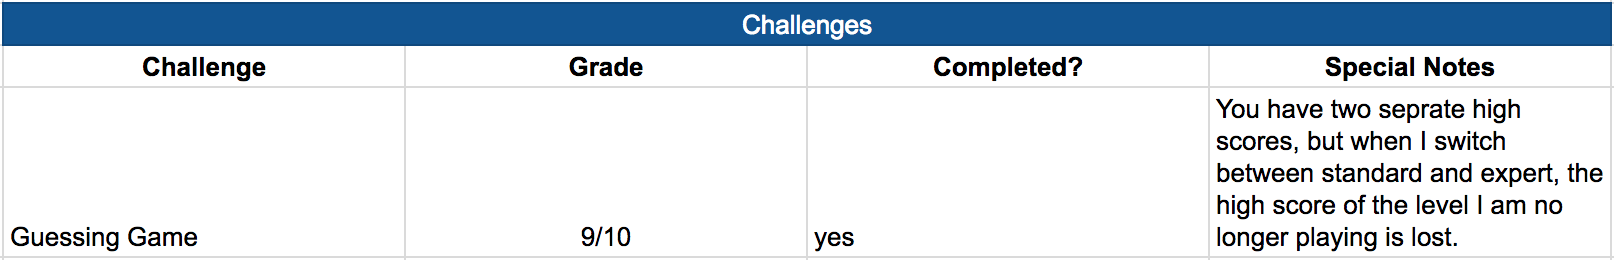 Challenges
Challenge Grade Completed? Special Notes
You have two seprate high
scores, but when I switch
between standard and expert, the
high score of the level I am no
Guessing Game 9/10 yes longer playing is lost.